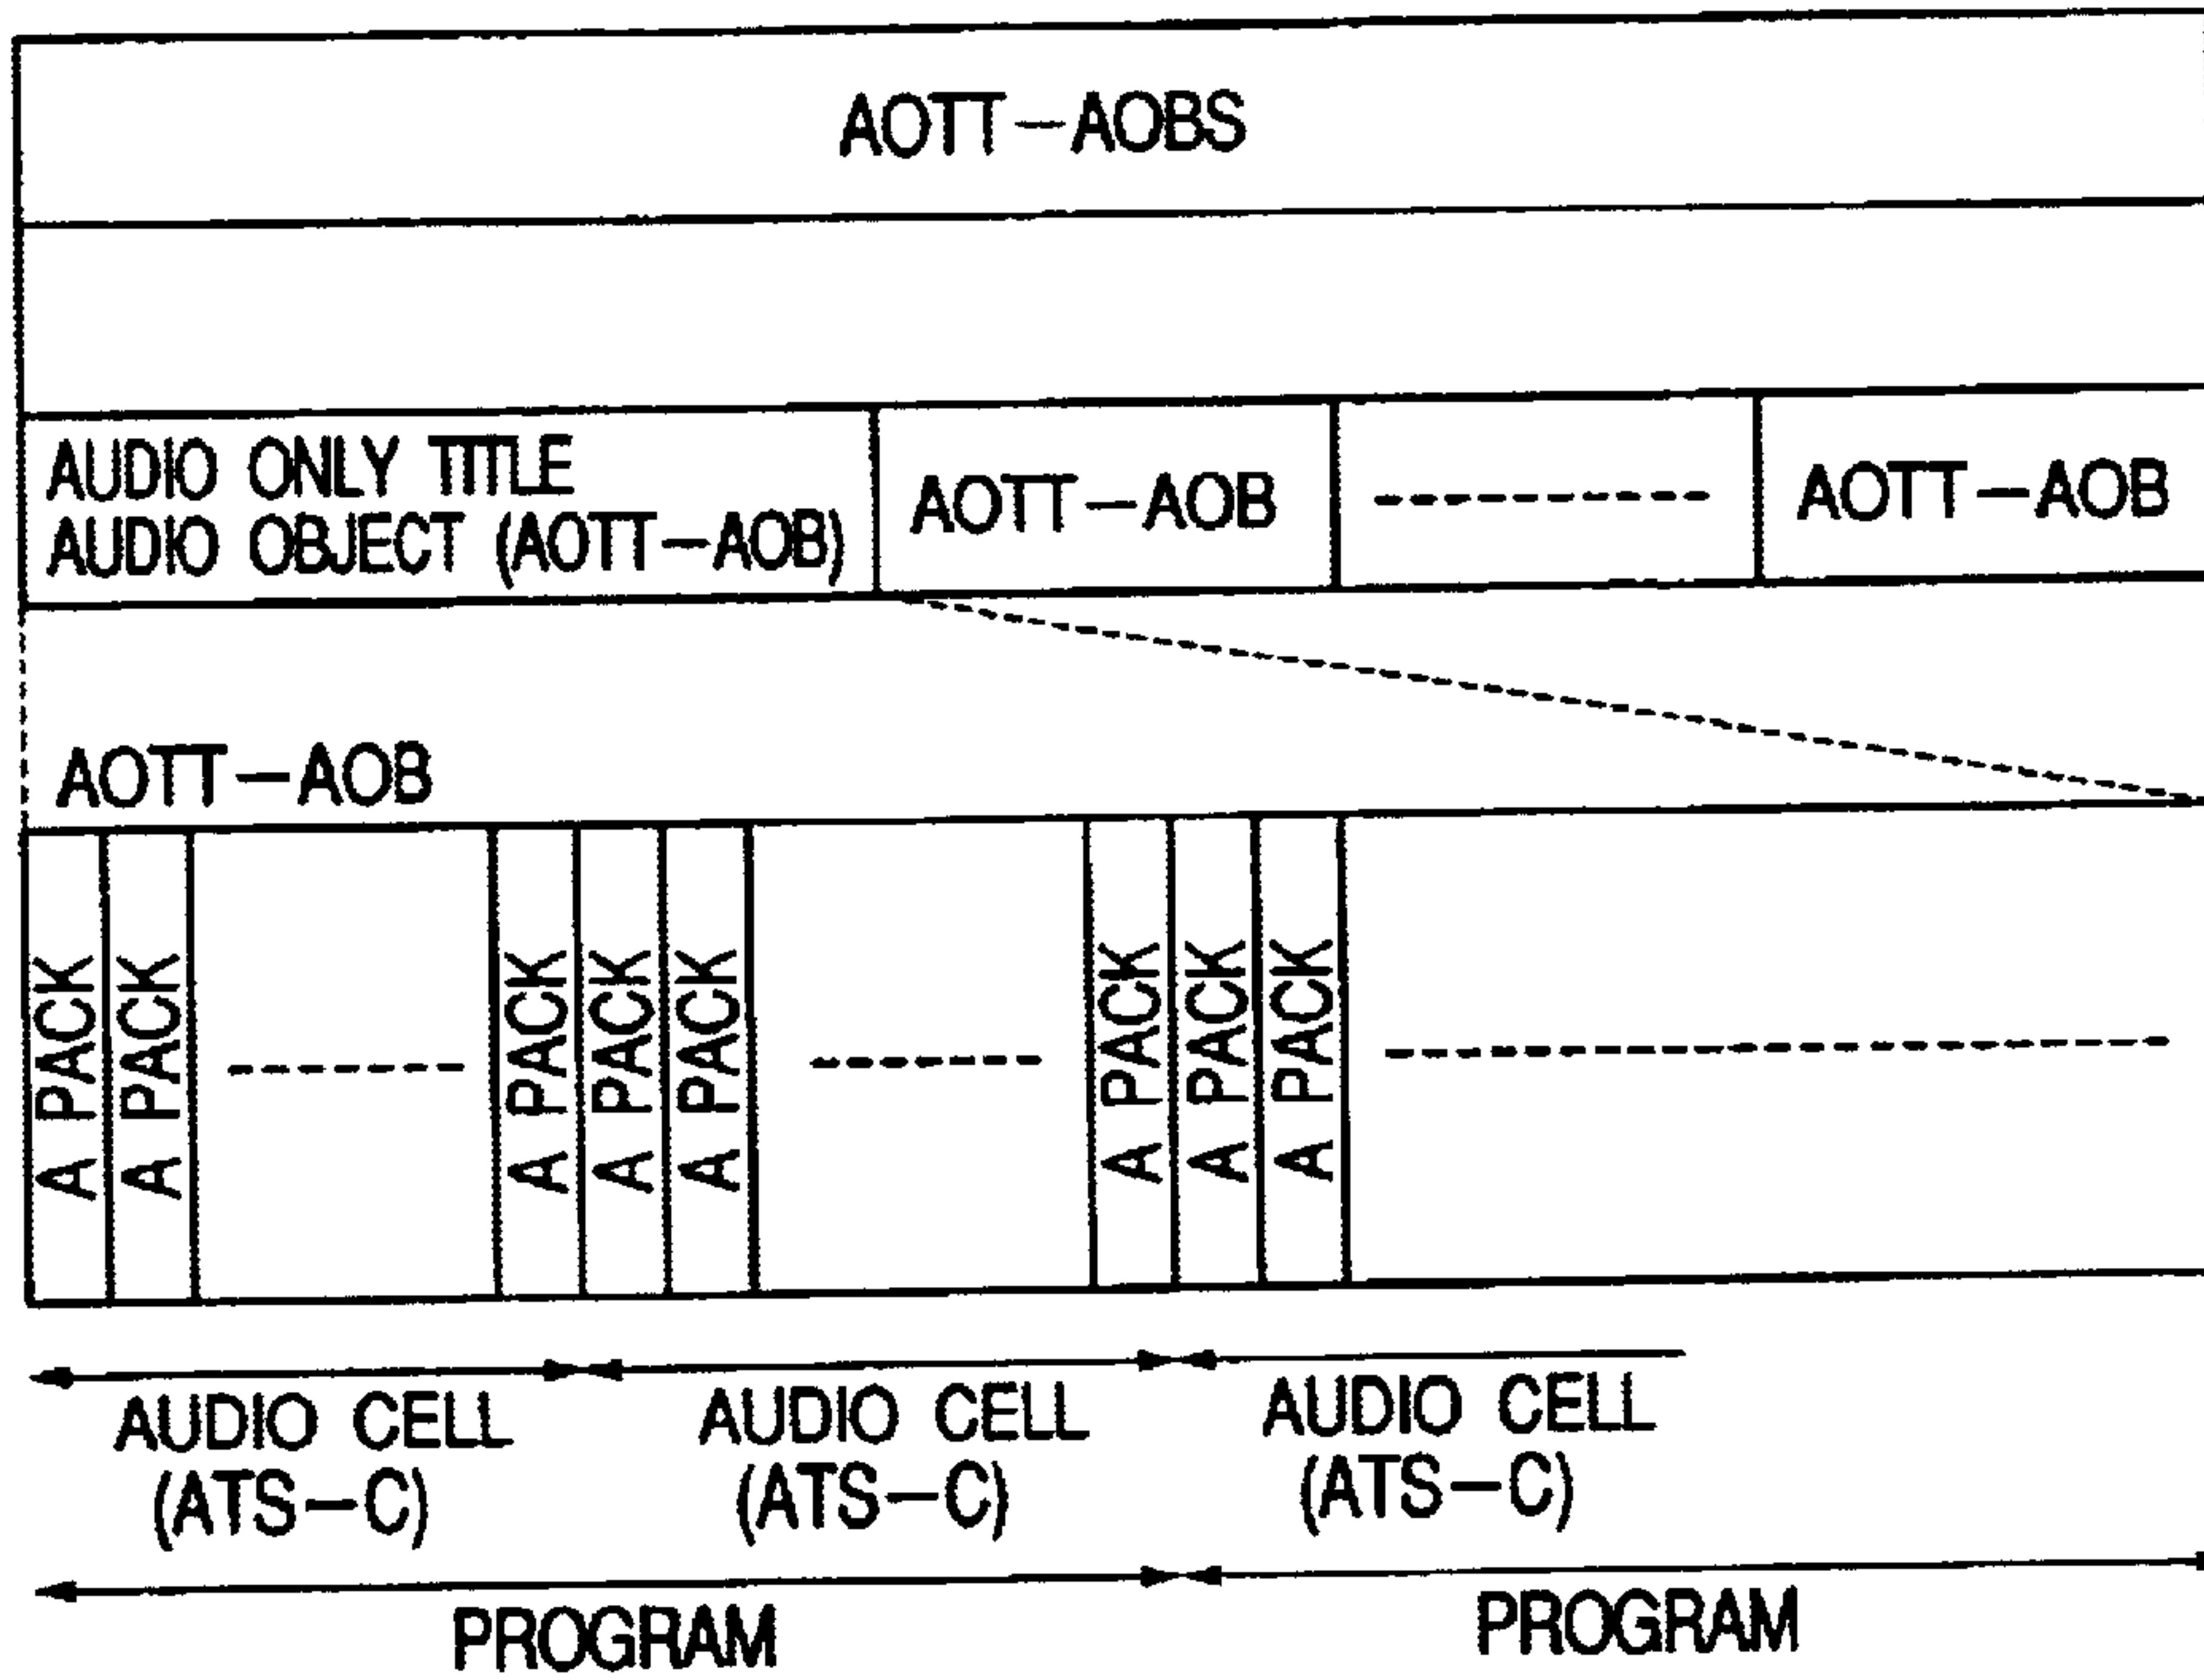 AOTT-AOBS
AUDIO ONLY TITLE
AUDIO OBJECT (AOTT-AOB)
AOTT-AOB
AOTT-AOB
AOTT-AOB
A PACK
A PACK
A PACK
A PACK
A PACK
A PACK
A PACK
A PACK
AUDIO CELL
(ATS-C)
AUDIO CELL
(ATS-C)
AUDIO CELL
(ATS-C)
PROGRAM
PROGRAM